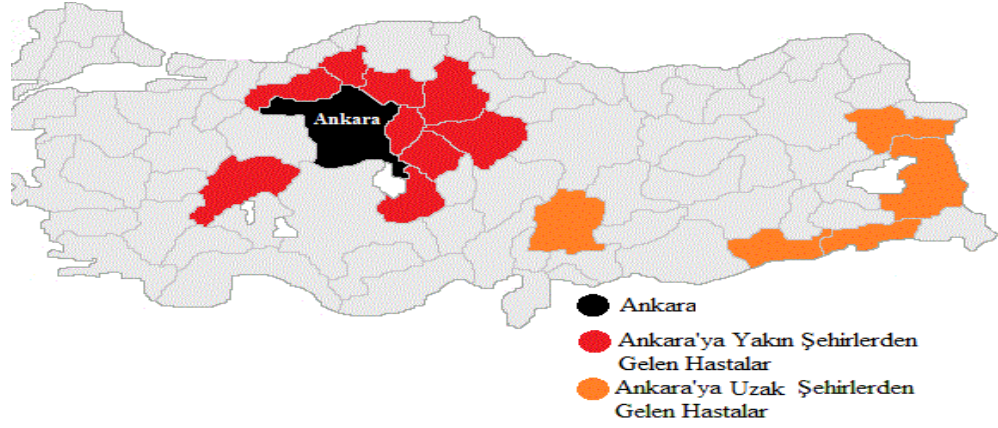 Ankara
Ankara
Ankara'ya Yakın Şehirlerden
Gelen Hastalar
Ankara'ya Uzak Şehirlerden
Gelen Hastalar